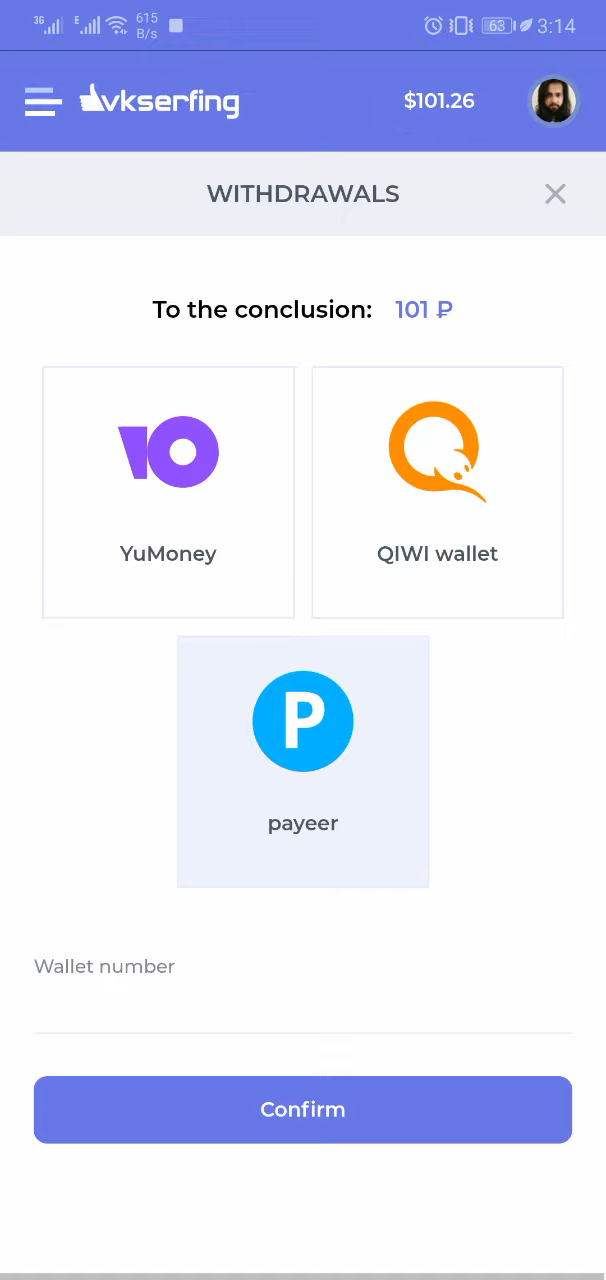 3G E 615 B/s 63 3:14
vkserfing $101.26
WITHDRAWALS
To the conclusion: 101 ₽
YuMoney QIWI wallet
payeer
Wallet number
Confirm